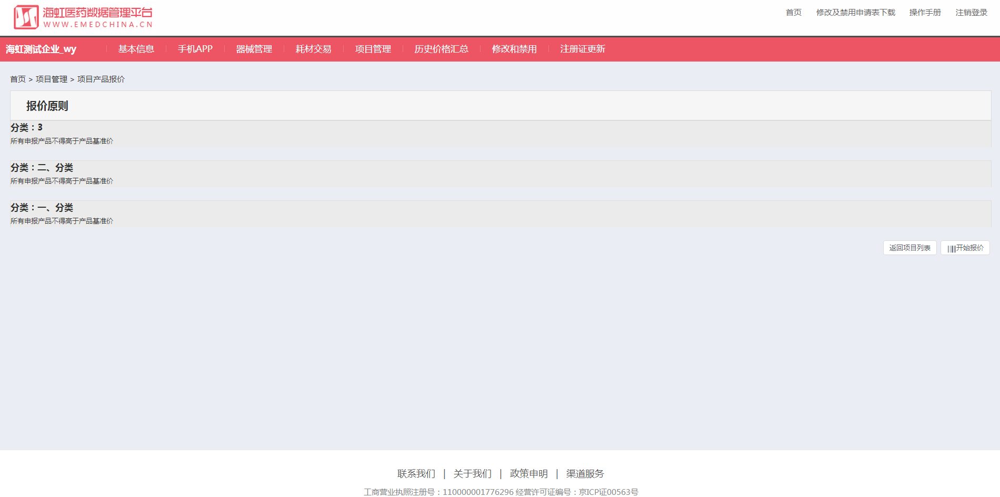 海虹医药数据管理平台
WWW.EMEDCHINA.CN
首页 修改及禁用申请表下载 操作手册 注销登录
海虹测试企业_wy 基本信息 手机APP 器械管理 耗材交易 项目管理 历史价格汇总 修改和禁用 注册证更新
首页 > 项目管理 > 项目产品报价
报价原则
分类：3
所有申报产品不得高于产品基准价
分类：二、分类
所有申报产品不得高于产品基准价
分类：一、分类
所有申报产品不得高于产品基准价
返回项目列表 开始报价
联系我们 | 关于我们 | 政策申明 | 渠道服务
工商营业执照注册号：110000001776296 经营许可证编号：京ICP证00563号